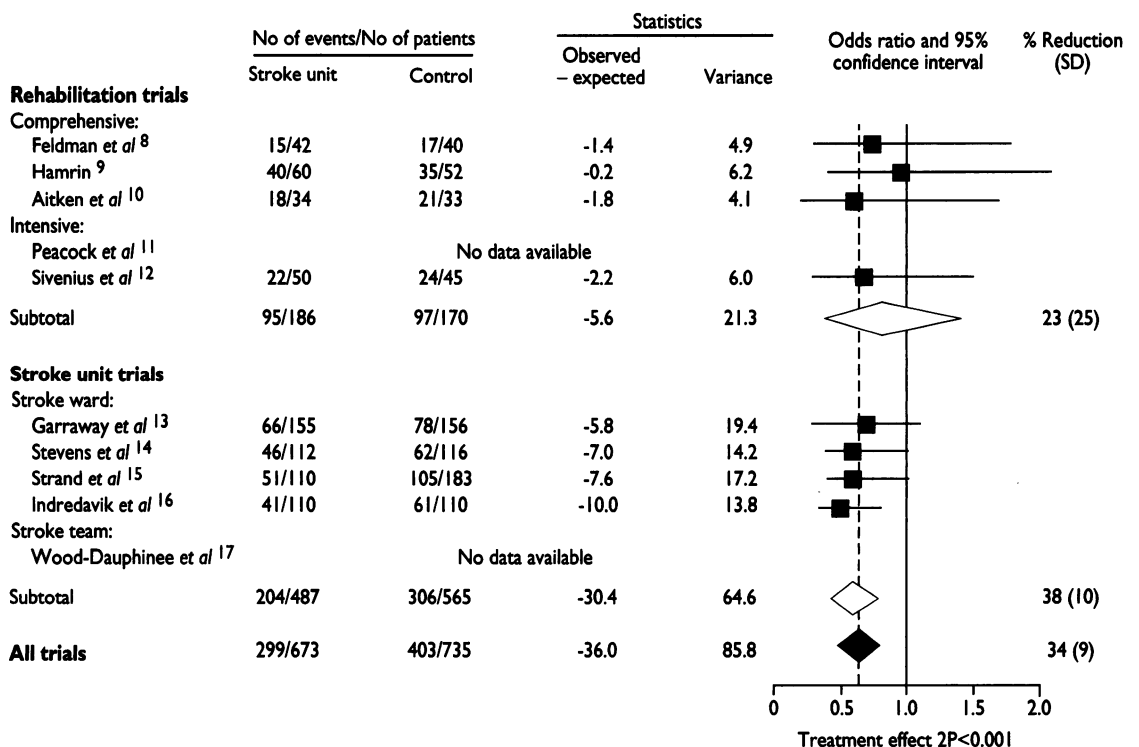 No of events/No of patients Statistics Odds ratio and 95% confidence interval % Reduction (SD)
Stroke unit Control Observed – expected Variance
Rehabilitation trials
Comprehensive:
Feldman et al 8 15/42 17/40 -1.4 4.9
Hamrin 9 40/60 35/52 -0.2 6.2
Aitken et al 10 18/34 21/33 -1.8 4.1
Intensive:
Peacock et al 11 No data available
Sivenius et al 12 22/50 24/45 -2.2 6.0
Subtotal 95/186 97/170 -5.6 21.3 23 (25)
Stroke unit trials
Stroke ward:
Garraway et al 13 66/155 78/156 -5.8 19.4
Stevens et al 14 46/112 62/116 -7.0 14.2
Strand et al 15 51/110 105/183 -7.6 17.2
Indredavik et al 16 41/110 61/110 -10.0 13.8
Stroke team:
Wood-Dauphinee et al 17 No data available
Subtotal 204/487 306/565 -30.4 64.6 38 (10)
All trials 299/673 403/735 -36.0 85.8 34 (9)
0 0.5 1.0 1.5 2.0
Treatment effect 2P<0.001